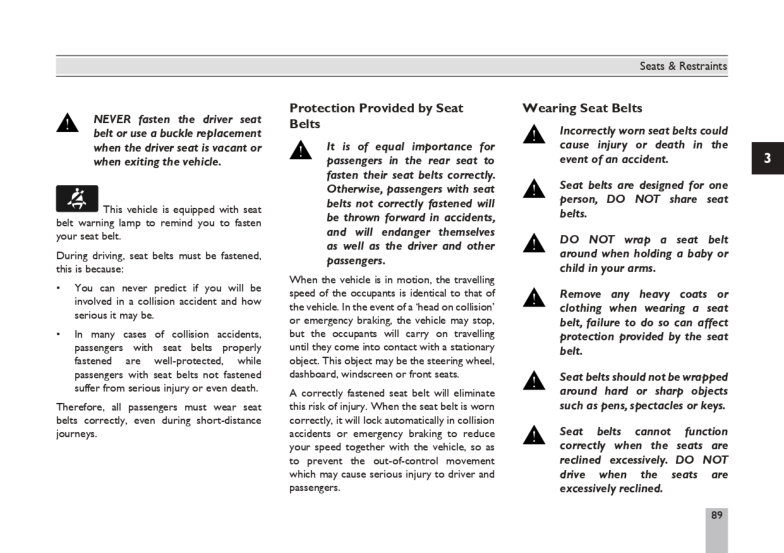 Seats & Restraints
NEVER fasten the driver seat
belt or use a buckle replacement
when the driver seat is vacant or
when exiting the vehicle.
This vehicle is equipped with seat
belt warning lamp to remind you to fasten
your seat belt.
During driving, seat belts must be fastened,
this is because:
• You can never predict if you will be
involved in a collision accident and how
serious it may be.
• In many cases of collision accidents,
passengers with seat belts properly
fastened are well-protected, while
passengers with seat belts not fastened
suffer from serious injury or even death.
Therefore, all passengers must wear seat
belts correctly, even during short-distance
journeys.
Protection Provided by Seat
Belts
It is of equal importance for
passengers in the rear seat to
fasten their seat belts correctly.
Otherwise, passengers with seat
belts not correctly fastened will
be thrown forward in accidents,
and will endanger themselves
as well as the driver and other
passengers.
When the vehicle is in motion, the travelling
speed of the occupants is identical to that of
the vehicle. In the event of a ‘head on collision’
or emergency braking, the vehicle may stop,
but the occupants will carry on travelling
until they come into contact with a stationary
object. This object may be the steering wheel,
dashboard, windscreen or front seats.
A correctly fastened seat belt will eliminate
this risk of injury. When the seat belt is worn
correctly, it will lock automatically in collision
accidents or emergency braking to reduce
your speed together with the vehicle, so as
to prevent the out-of-control movement
which may cause serious injury to driver and
passengers.
Wearing Seat Belts
Incorrectly worn seat belts could
cause injury or death in the
event of an accident.
Seat belts are designed for one
person, DO NOT share seat
belts.
DO NOT wrap a seat belt
around when holding a baby or
child in your arms.
Remove any heavy coats or
clothing when wearing a seat
belt, failure to do so can affect
protection provided by the seat
belt.
Seat belts should not be wrapped
around hard or sharp objects
such as pens, spectacles or keys.
Seat belts cannot function
correctly when the seats are
reclined excessively. DO NOT
drive when the seats are
excessively reclined.
3
89